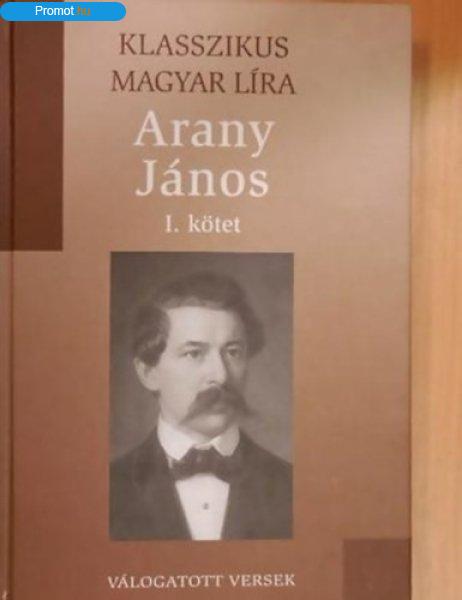 Promot.hu
KLASSZIKUS
MAGYAR LÍRA
Arany
János
I. kötet
VÁLOGATOTT VERSEK